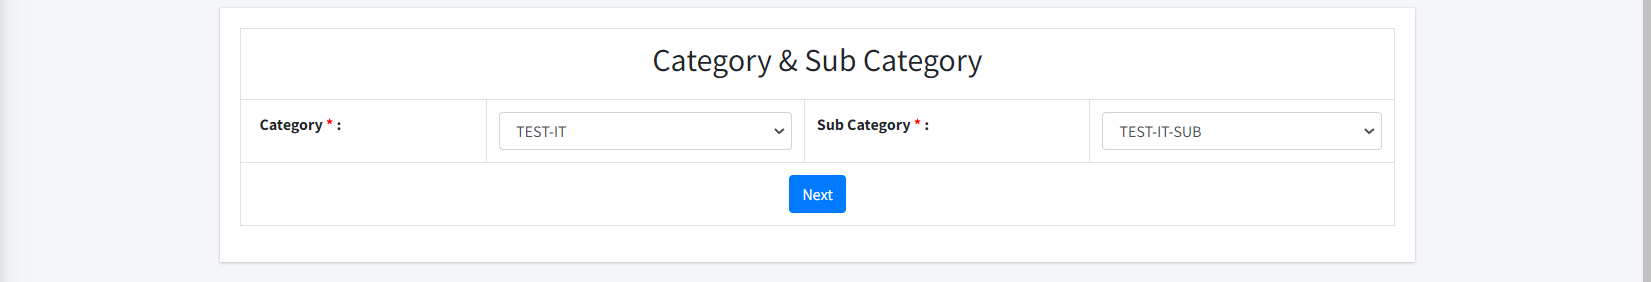 Category & Sub Category
Category * : TEST-IT Sub Category * : TEST-IT-SUB
Next